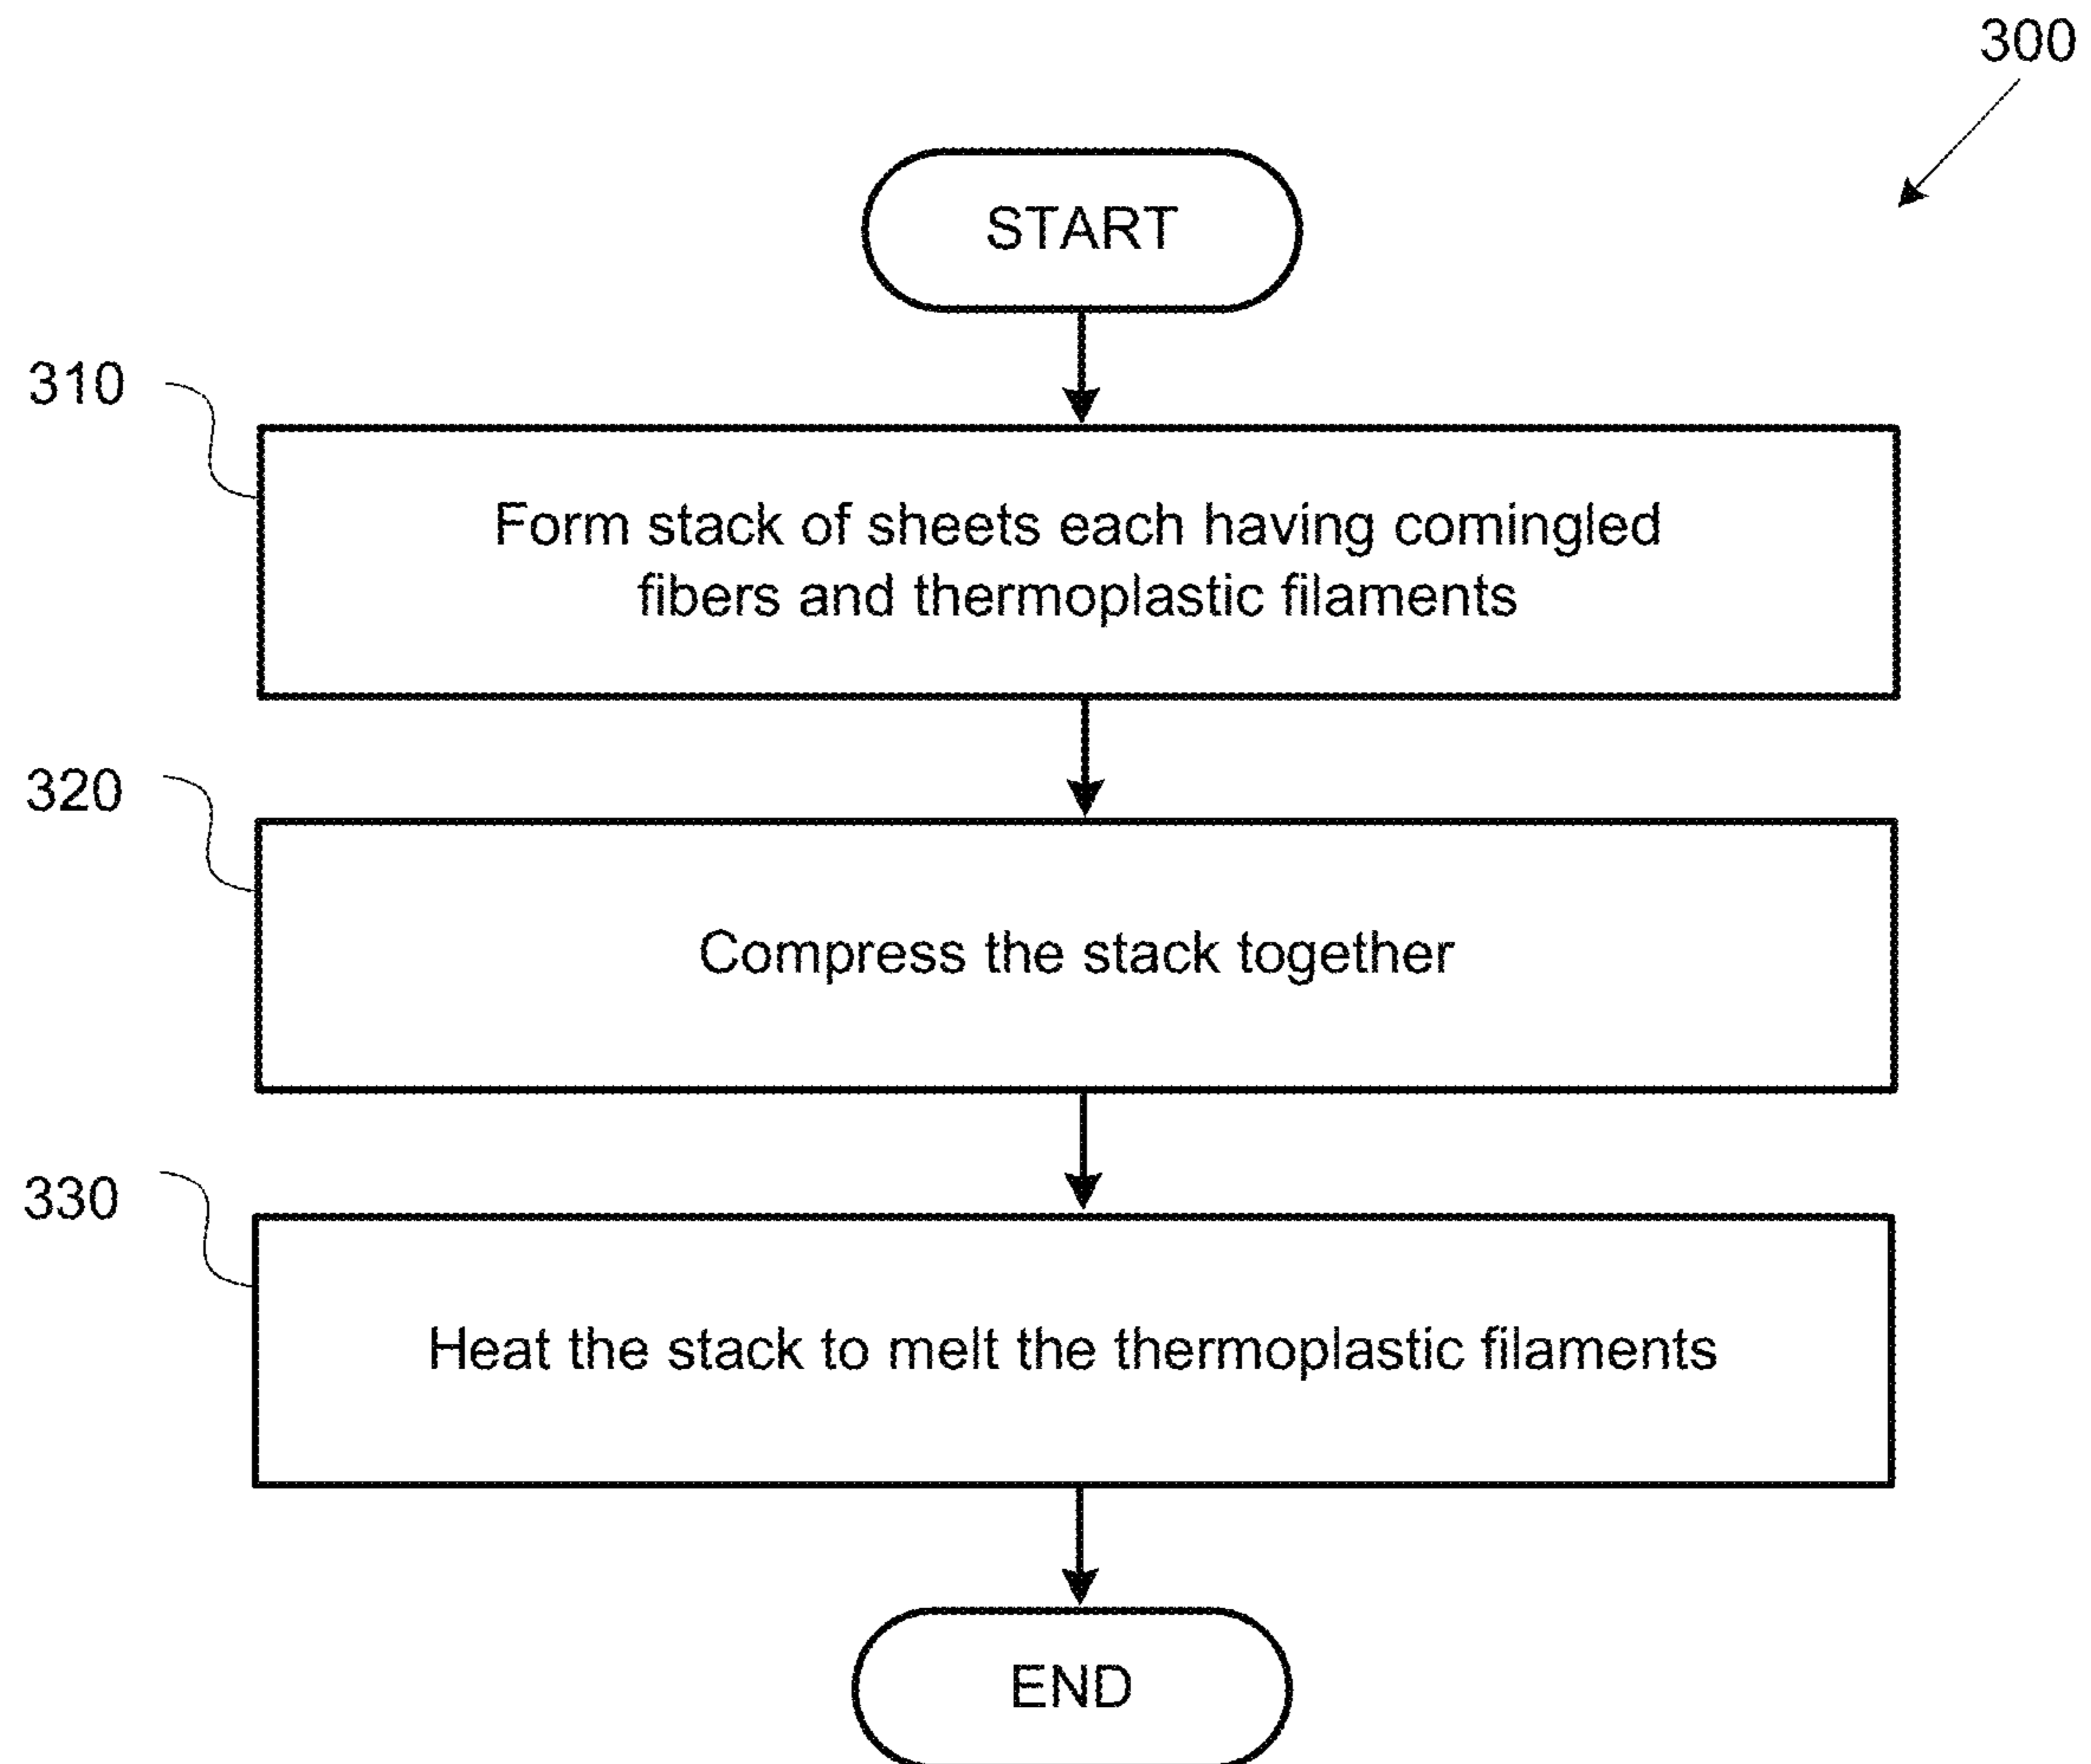 300
START
310
Form stack of sheets each having comingled
fibers and thermoplastic filaments
320
Compress the stack together
330
Heat the stack to melt the thermoplastic filaments
END